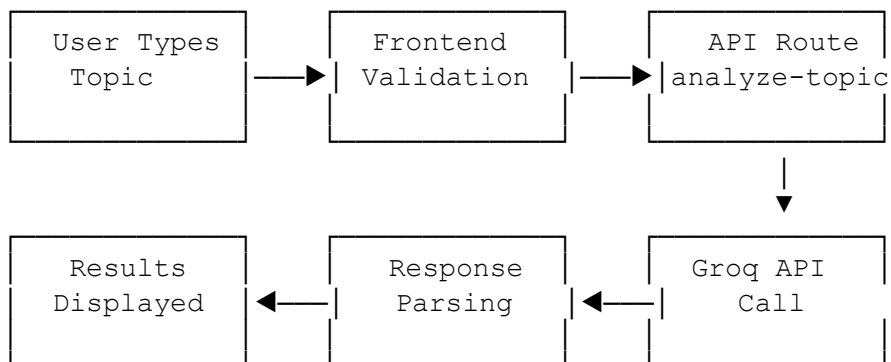 User Types
Topic
Frontend
Validation
API Route
analyze-topic
Results
Displayed
Response
Parsing
Groq API
Call